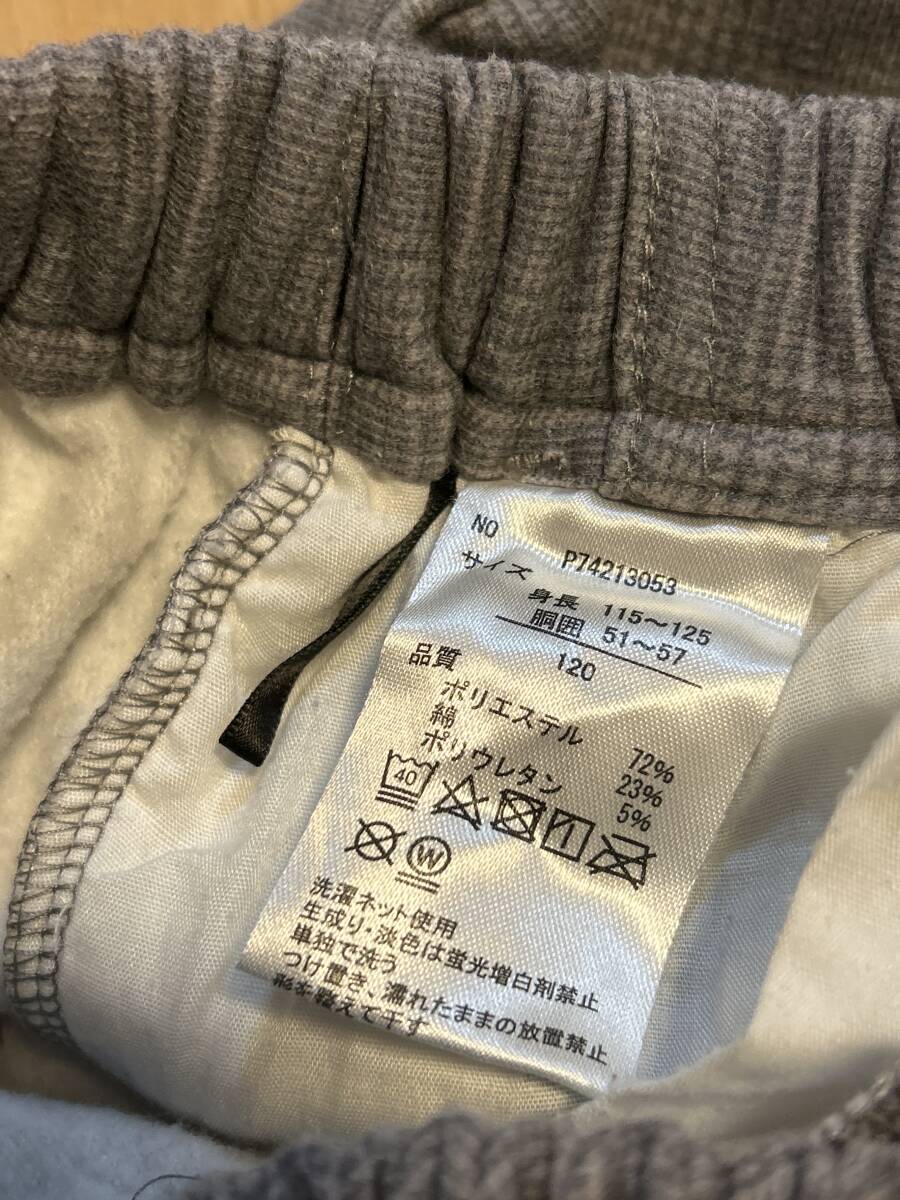 NO P74213053
サイズ
身長 115～125
胴囲 51～57
120
品質
ポリエステル 72%
綿 23%
ポリウレタン 5%
40
W
洗濯ネット使用
生成り・淡色は蛍光増白剤禁止
単独で洗う
つけ置き、濡れたままの放置禁止
形を整えて干す